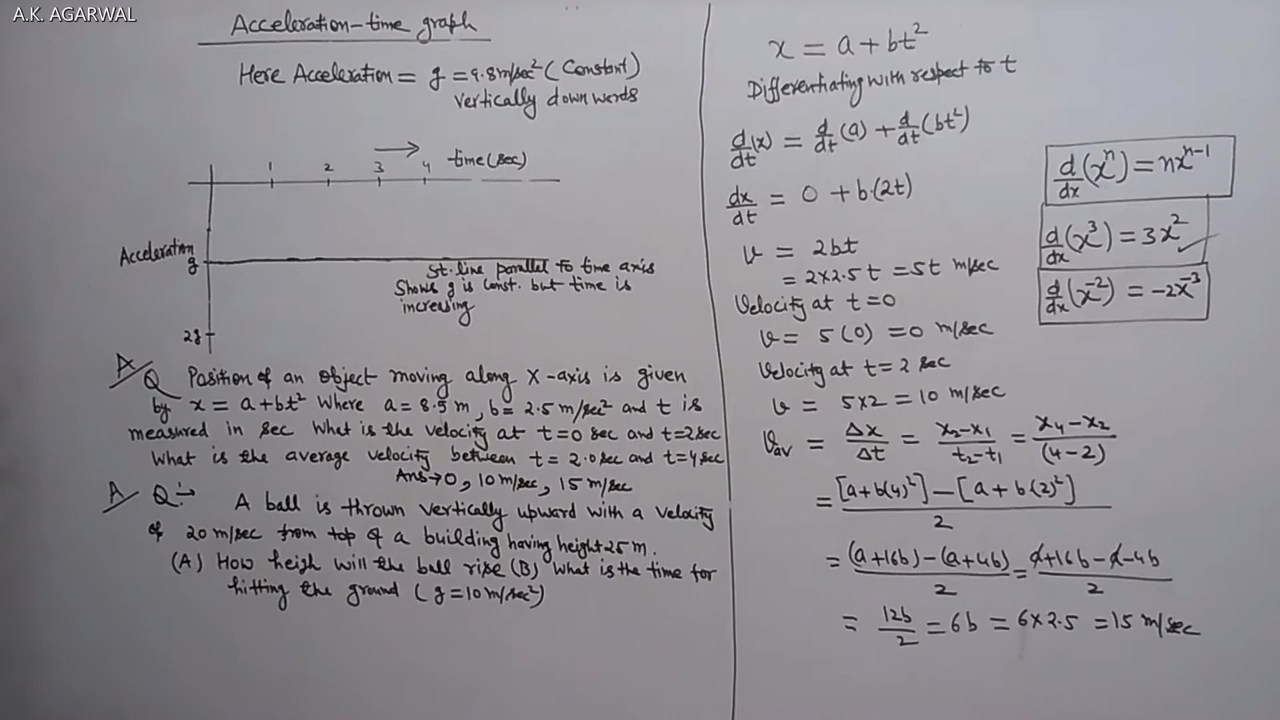 A.K. AGARWAL
Acceleration-time graph
Here Acceleration = g = 9.8m/sec² (Constant)
vertically downwords
1 2 3 4 time(sec)
Acceleration
g
St. line parallel to time axis
Shows g is const. but time is
increasing
2g
A Q Position of an object moving along X-axis is given
by x = a + bt² Where a = 8.5 m, b = 2.5 m/sec² and t is
measured in sec What is the velocity at t=0 sec and t=2sec
What is the average velocity between t = 2.0sec and t=4sec
Ans→0, 10 m/sec, 15 m/sec
A Q:→ A ball is thrown vertically upward with a velocity
of 20 m/sec from top of a building having height 25 m.
(A) How heigh will the ball rise (B) What is the time for
hitting the ground (g = 10 m/sec²)
x = a + bt²
Differentiating with respect to t
d/dt(x) = d/dt(a) + d/dt(bt²)
dx/dt = 0 + b.(2t)
v = 2bt
= 2×2.5 t = 5t m/sec
Velocity at t=0
v = 5(0) = 0 m/sec
Velocity at t= 2 sec
v = 5×2 = 10 m/sec
Vav = Δx/Δt = x₂-x₁/t₂-t₁ = x₄-x₂/(4-2)
= [a+b(4)²] - [a+b(2)²]/2
= (a+16b)-(a+4b)/2 = a+16b-a-4b/2
= 12b/2 = 6b = 6×2.5 = 15 m/sec
d/dx(xⁿ) = nxⁿ⁻¹
d/dx(x³) = 3x²
d/dx(x⁻²) = -2x⁻³